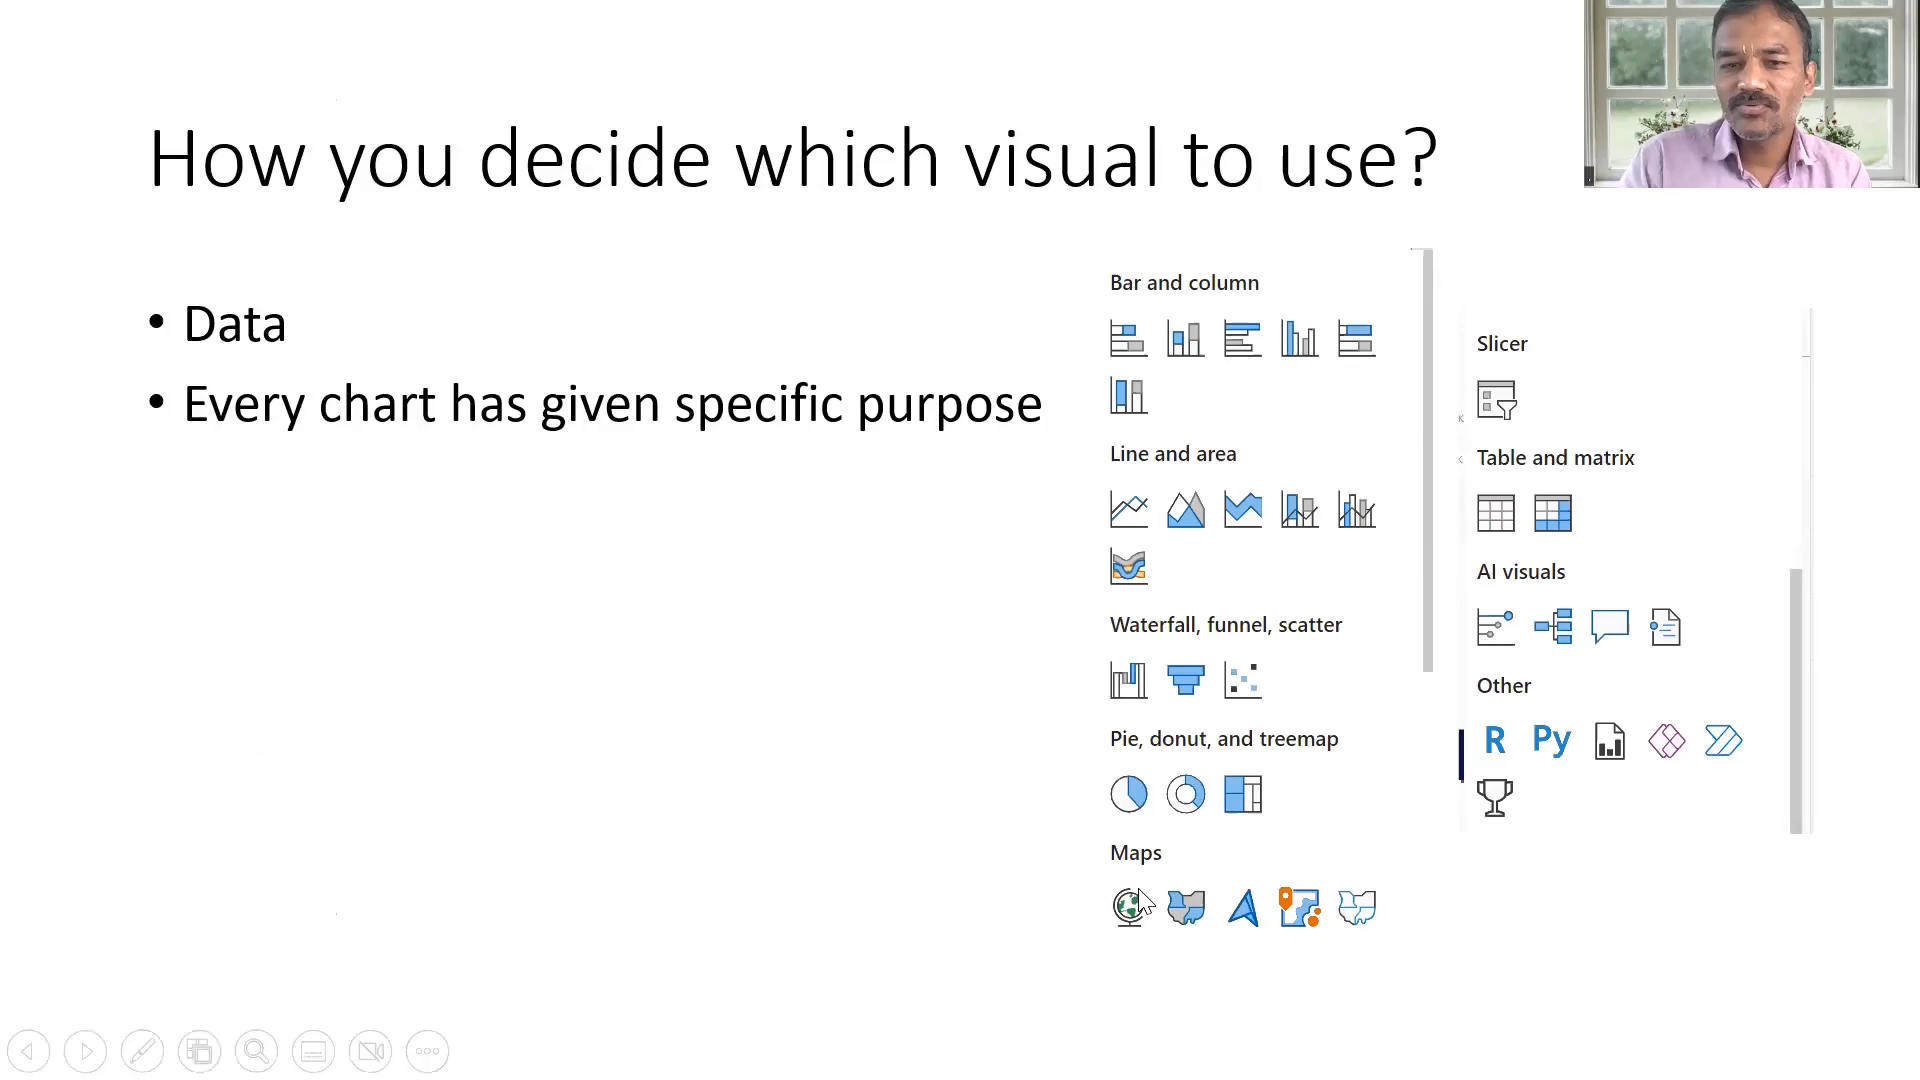 How you decide which visual to use?
• Data
• Every chart has given specific purpose
Bar and column
Line and area
Waterfall, funnel, scatter
Pie, donut, and treemap
Maps
Slicer
Table and matrix
AI visuals
Other
R Py